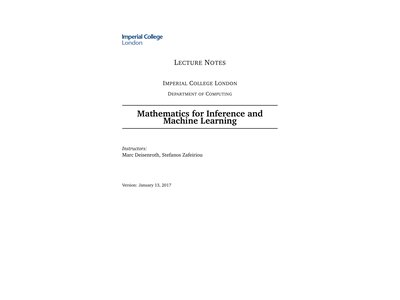 Imperial College
London
LECTURE NOTES
IMPERIAL COLLEGE LONDON
DEPARTMENT OF COMPUTING
Mathematics for Inference and
Machine Learning
Instructors:
Marc Deisenroth, Stefanos Zafeiriou
Version: January 13, 2017